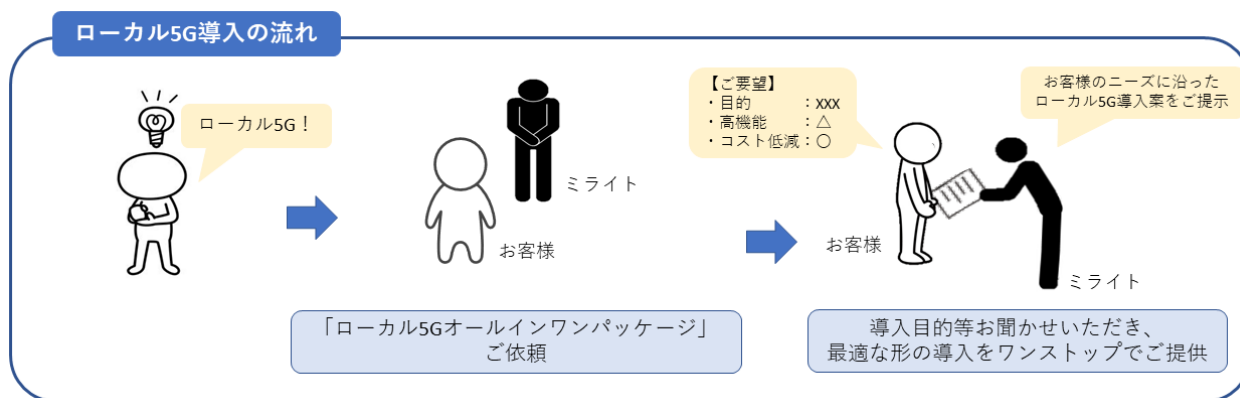 ローカル5G導入の流れ
ローカル5G！
ミライト
お客様
「ローカル5Gオールインワンパッケージ」
ご依頼
【ご要望】
・目的　　　：xxx
・高機能　　：△
・コスト低減：〇
お客様のニーズに沿った
ローカル5G導入案をご提示
お客様
ミライト
導入目的等お聞かせいただき、
最適な形の導入をワンストップでご提供